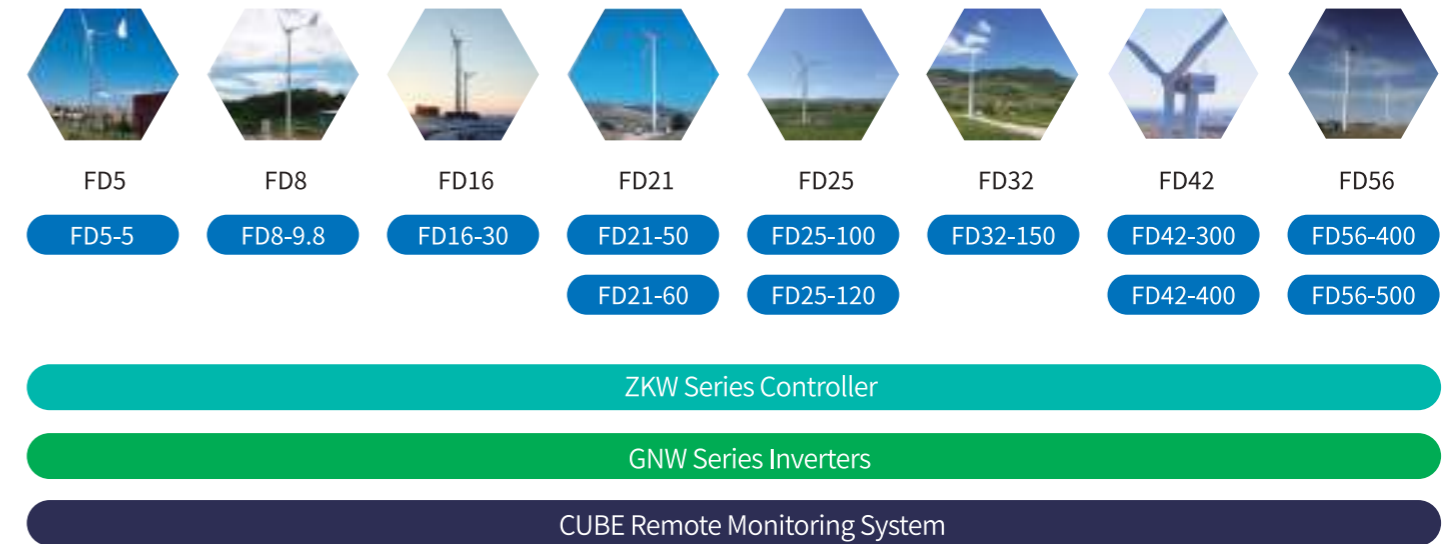 FD5 FD8 FD16 FD21 FD25 FD32 FD42 FD56
FD5-5 FD8-9.8 FD16-30 FD21-50 FD25-100 FD32-150 FD42-300 FD56-400
FD21-60 FD25-120 FD42-400 FD56-500
ZKW Series Controller
GNW Series Inverters
CUBE Remote Monitoring System